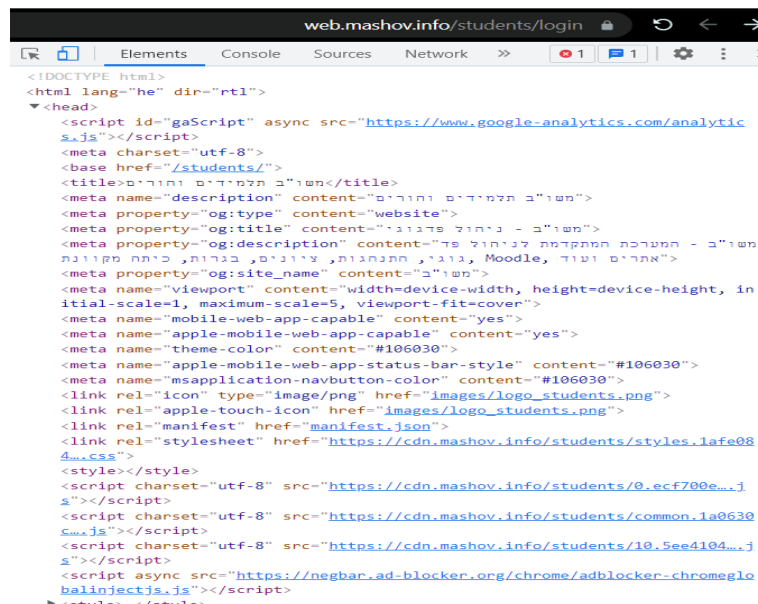 web.mashov.info/students/login
Elements Console Sources Network » 1 1
<!DOCTYPE html>
<html lang="he" dir="rtl">
▼<head>
<script id="gaScript" async src="https://www.google-analytics.com/analytic
s.js"></script>
<meta charset="utf-8">
<base href="/students/">
<title>משו"ב תלמידים והורים</title>
<meta name="description" content="משו"ב תלמידים והורים">
<meta property="og:type" content="website">
<meta property="og:title" content="משו"ב - ניהול פדגוגי">
<meta property="og:description" content="משו"ב - המערכת המתקדמת לניהול פד
גוגי, התנהגות, ציונים, בגרות, כיתה מקוונת, Moodle, אתרים ועוד">
<meta property="og:site_name" content="משו"ב">
<meta name="viewport" content="width=device-width, height=device-height, in
itial-scale=1, maximum-scale=5, viewport-fit=cover">
<meta name="mobile-web-app-capable" content="yes">
<meta name="apple-mobile-web-app-capable" content="yes">
<meta name="theme-color" content="#106030">
<meta name="apple-mobile-web-app-status-bar-style" content="#106030">
<meta name="msapplication-navbutton-color" content="#106030">
<link rel="icon" type="image/png" href="images/logo_students.png">
<link rel="apple-touch-icon" href="images/logo_students.png">
<link rel="manifest" href="manifest.json">
<link rel="stylesheet" href="https://cdn.mashov.info/students/styles.1afe08
4….css">
<style></style>
<script charset="utf-8" src="https://cdn.mashov.info/students/0.ecf700e….j
s"></script>
<script charset="utf-8" src="https://cdn.mashov.info/students/common.1a0630
c….js"></script>
<script charset="utf-8" src="https://cdn.mashov.info/students/10.5ee4104….j
s"></script>
<script async src="https://negbar.ad-blocker.org/chrome/adblocker-chromeglo
balinjectjs.js"></script>